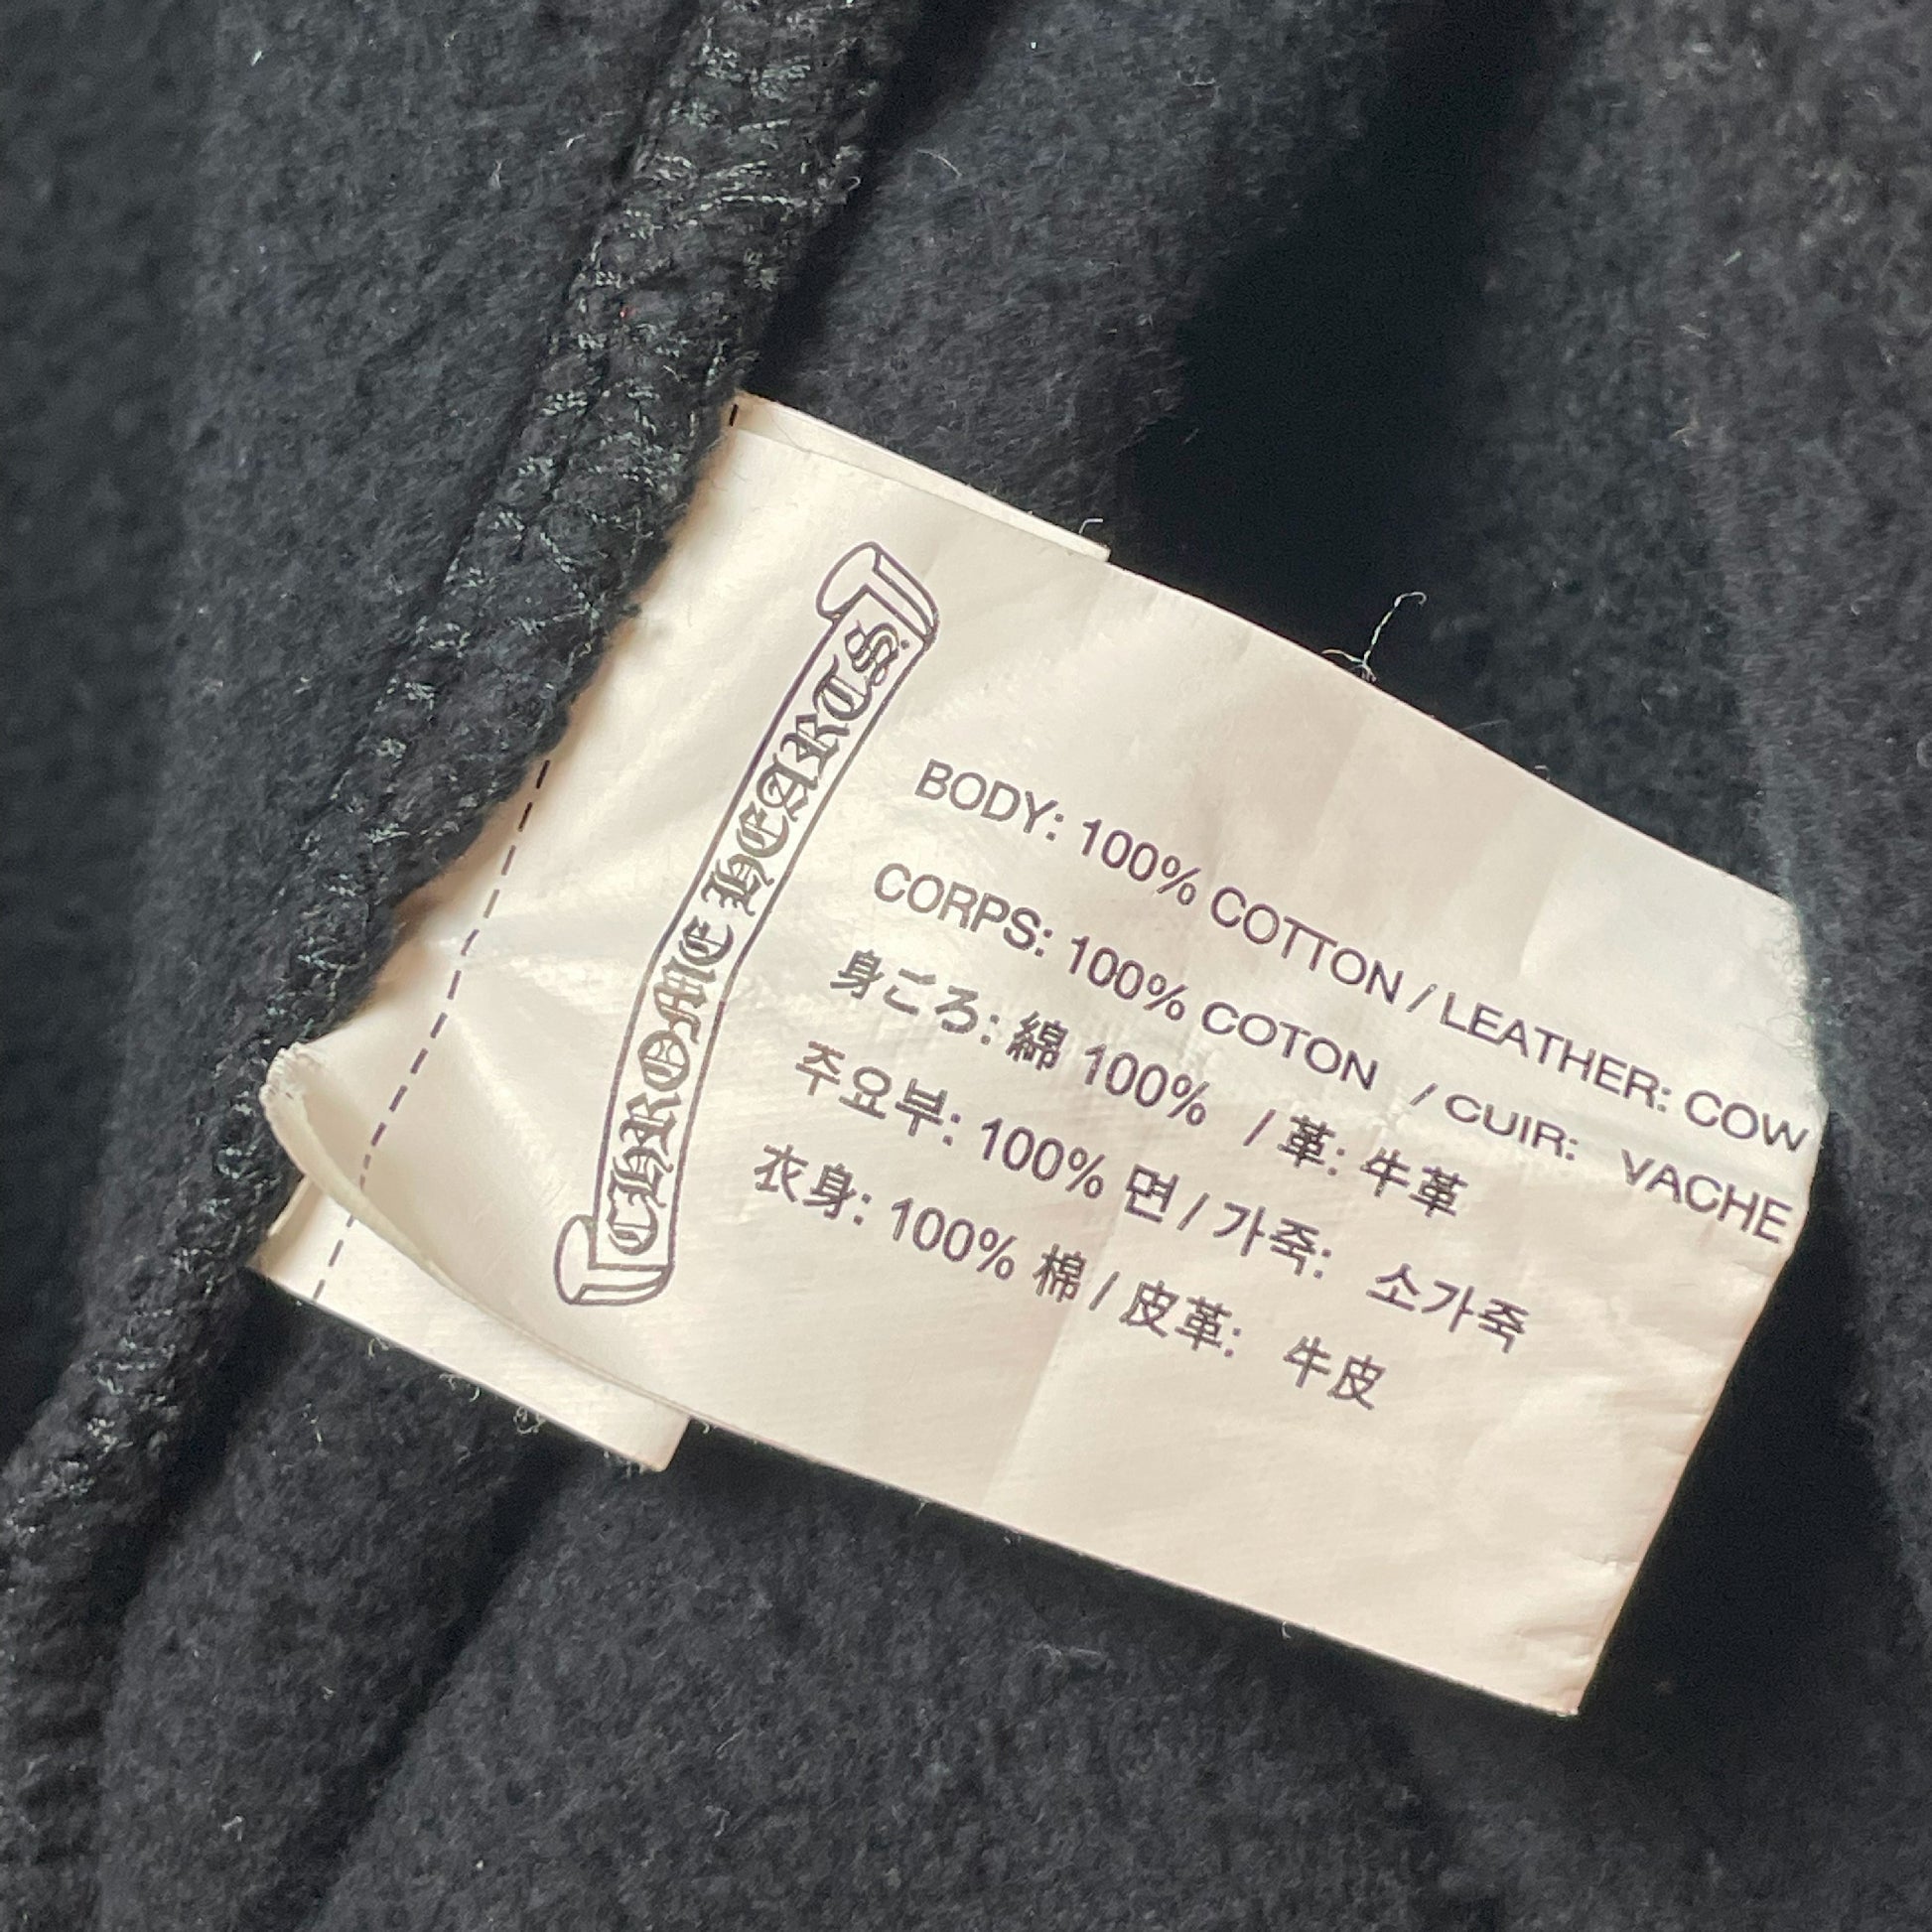 CHROME HEARTS
BODY: 100% COTTON / LEATHER: COW
CORPS: 100% COTON / CUIR: VACHE
身ごろ: 綿 100% / 革: 牛革
주요부: 100% 면 / 가죽: 소가죽
衣身: 100% 棉 / 皮革: 牛皮